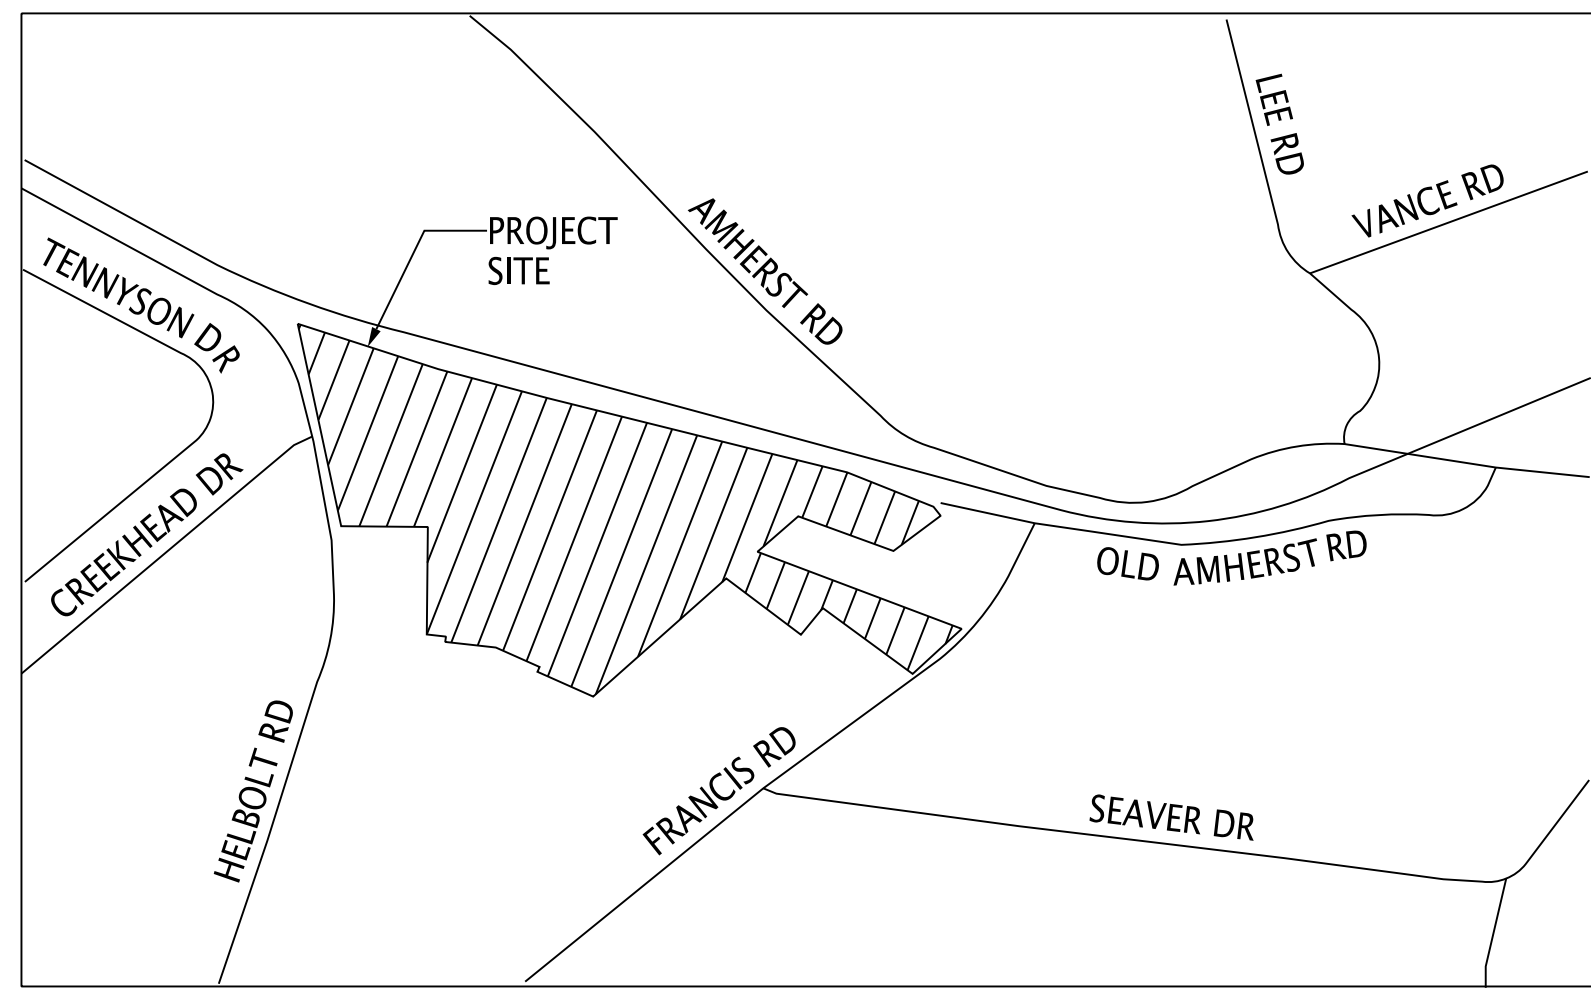 LEE RD
VANCE RD
AMHERST RD
PROJECT
SITE
TENNYSON DR
CREEKHEAD DR
OLD AMHERST RD
HELBOLT RD
FRANCIS RD
SEAVER DR